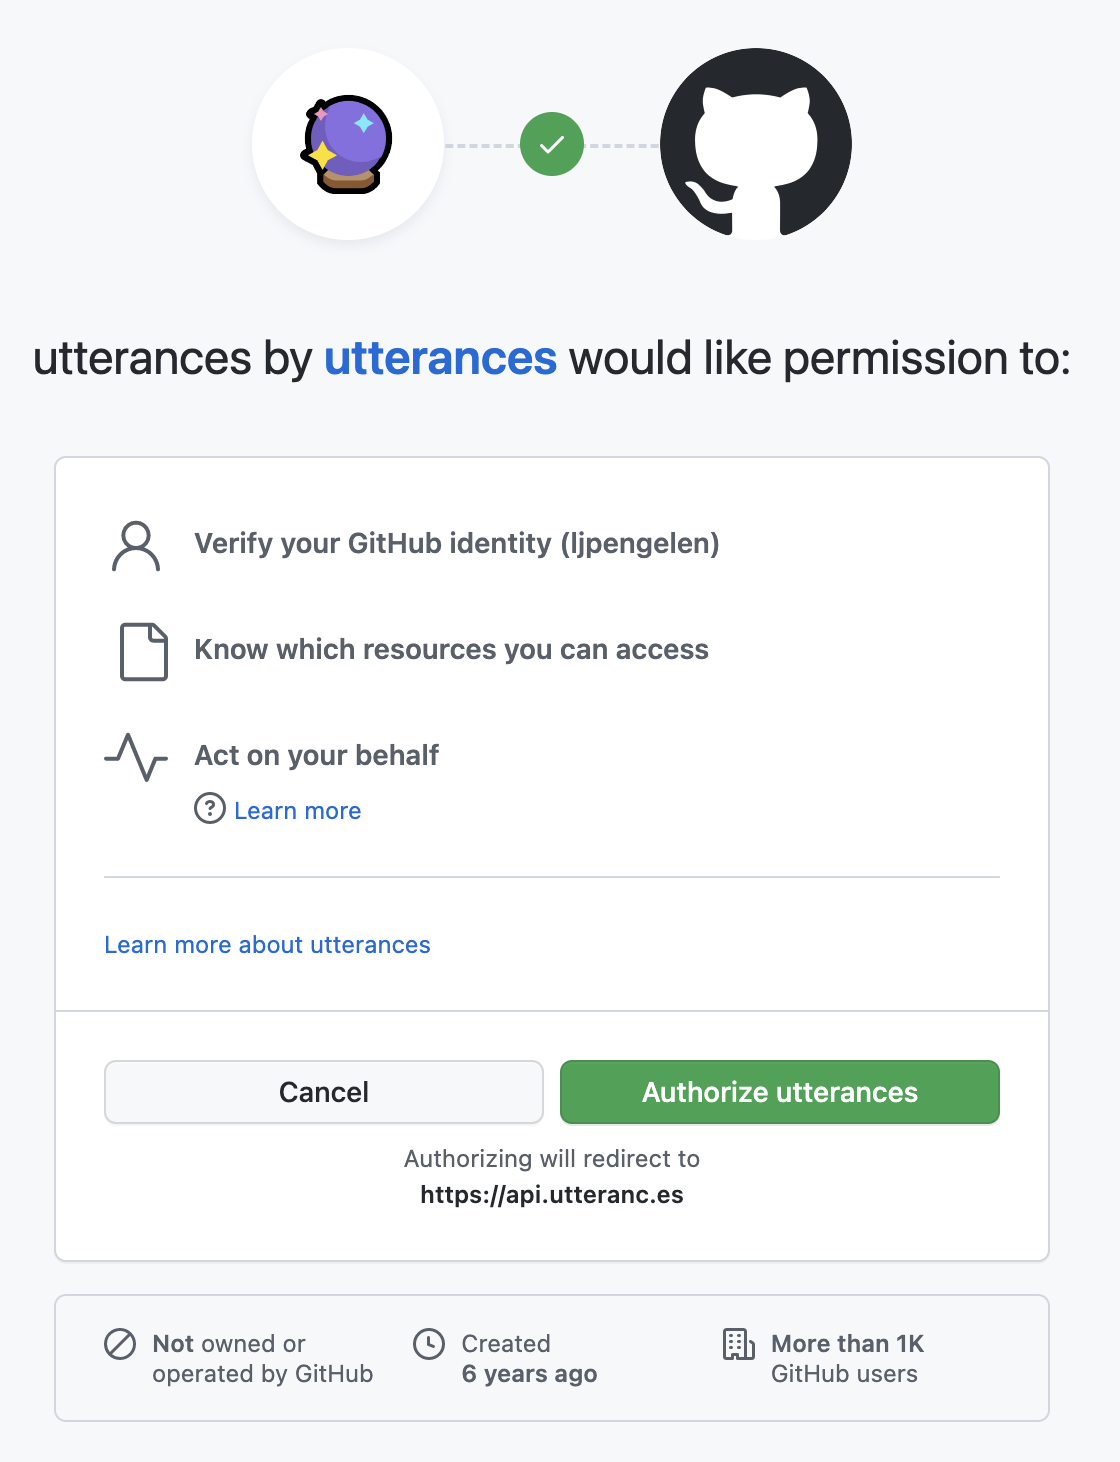 utterances by utterances would like permission to:
Verify your GitHub identity (ljpengelen)
Know which resources you can access
Act on your behalf
Learn more
Learn more about utterances
Cancel
Authorize utterances
Authorizing will redirect to
https://api.utteranc.es
Not owned or
operated by GitHub
Created
6 years ago
More than 1K
GitHub users